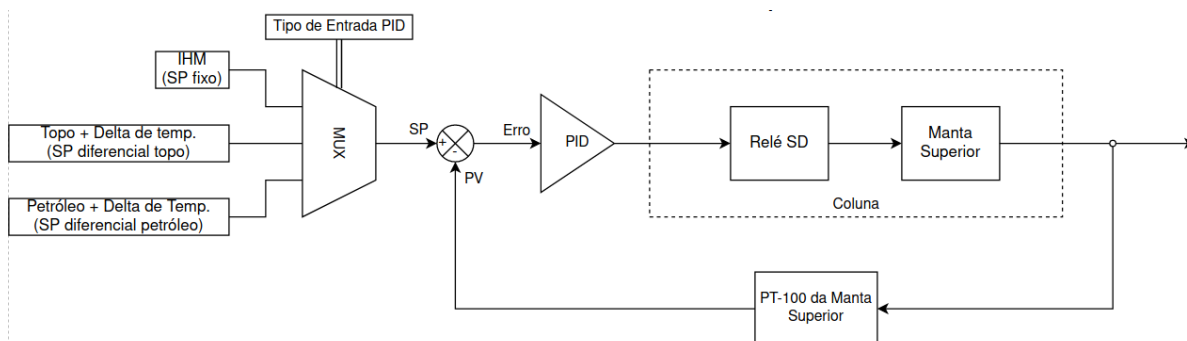 Tipo de Entrada PID
IHM
(SP fixo)
Topo + Delta de temp.
(SP diferencial topo)
Petróleo + Delta de Temp.
(SP diferencial petróleo)
MUX
SP
+
-
PV
Erro
PID
Relé SD
Manta
Superior
Coluna
PT-100 da Manta
Superior